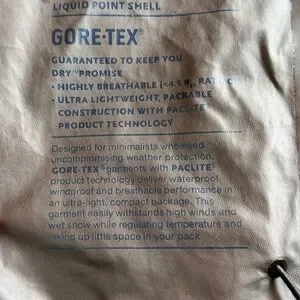 LIQUID POINT SHELL
GORE-TEX®
GUARANTEED TO KEEP YOU
DRY™PROMISE
• HIGHLY BREATHABLE (<4.5
• ULTRA LIGHTWEIGHT, PACKABLE
CONSTRUCTION WITH PACLITE®
PRODUCT TECHNOLOGY
Designed for minimalists who need
uncompromising weather protection,
GORE-TEX® garments with PACLITE®
product technology deliver waterproof,
windproof and breathable performance in
an ultra-light, compact package. This
garment easily withstands high winds and
wet snow while regulating temperature and
taking up little space in your pack.